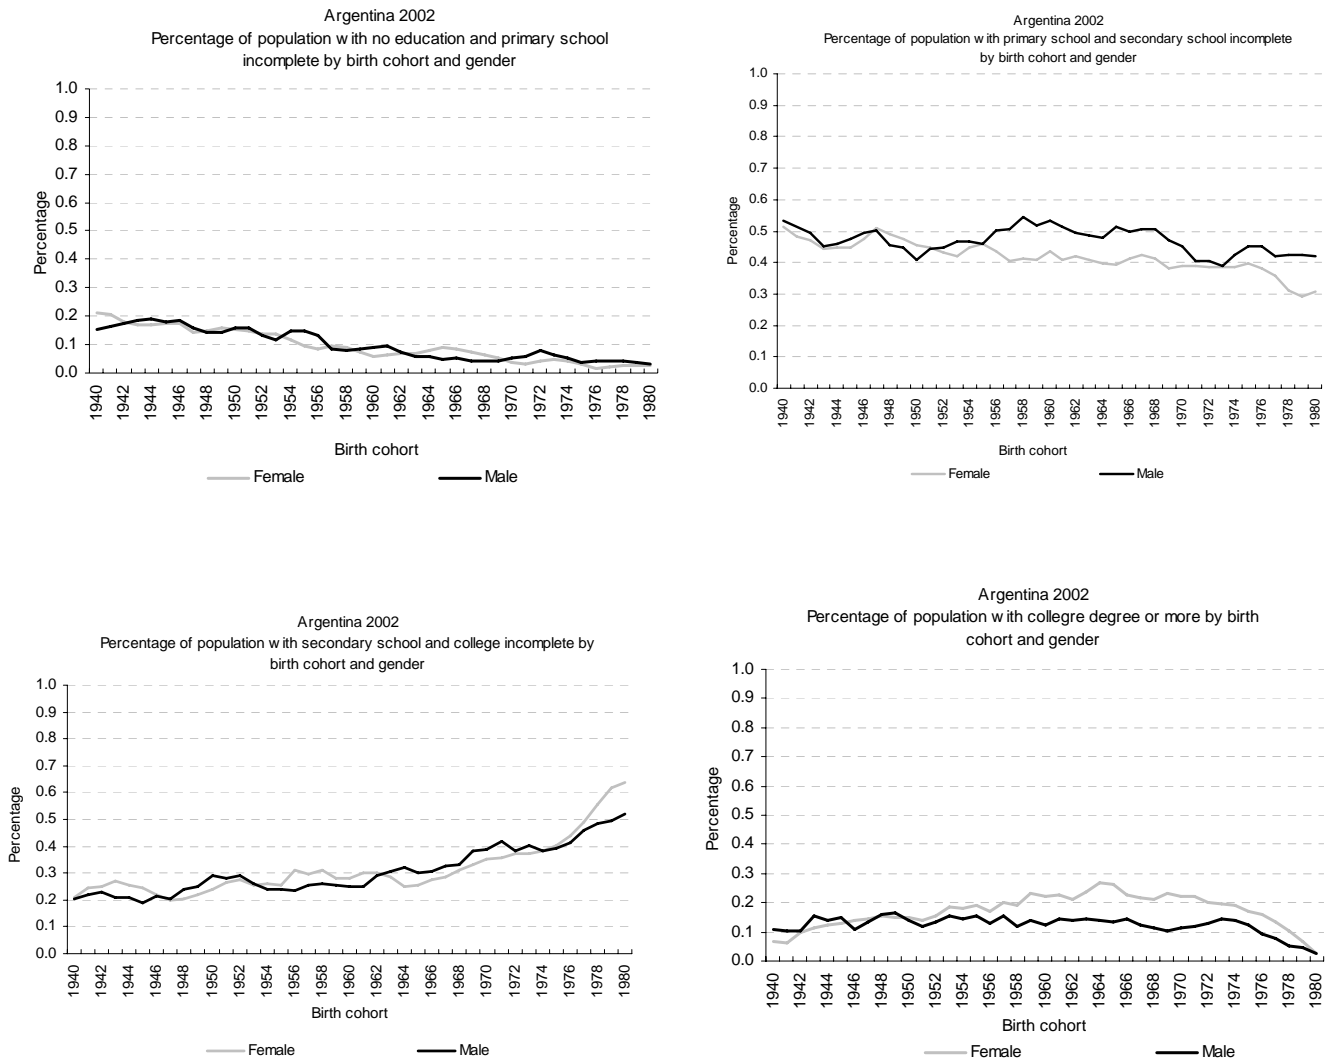 Argentina 2002
Percentage of population with no education and primary school
incomplete by birth cohort and gender
1.0
0.9
0.8
0.7
0.6
0.5
0.4
0.3
0.2
0.1
0.0
Percentage
1940 1942 1944 1946 1948 1950 1952 1954 1956 1958 1960 1962 1964 1966 1968 1970 1972 1974 1976 1978 1980
Birth cohort
Female Male
Argentina 2002
Percentage of population with primary school and secondary school incomplete
by birth cohort and gender
1.0
0.9
0.8
0.7
0.6
0.5
0.4
0.3
0.2
0.1
0.0
Percentage
1940 1942 1944 1946 1948 1950 1952 1954 1956 1958 1960 1962 1964 1966 1968 1970 1972 1974 1976 1978 1980
Birth cohort
Female Male
Argentina 2002
Percentage of population with secondary school and college incomplete by
birth cohort and gender
1.0
0.9
0.8
0.7
0.6
0.5
0.4
0.3
0.2
0.1
0.0
Percentage
1940 1942 1944 1946 1948 1950 1952 1954 1956 1958 1960 1962 1964 1966 1968 1970 1972 1974 1976 1978 1980
Birth cohort
Female Male
Argentina 2002
Percentage of population with collegre degree or more by birth
cohort and gender
1.0
0.9
0.8
0.7
0.6
0.5
0.4
0.3
0.2
0.1
0.0
Percentage
1940 1942 1944 1946 1948 1950 1952 1954 1956 1958 1960 1962 1964 1966 1968 1970 1972 1974 1976 1978 1980
Birth cohort
Female Male